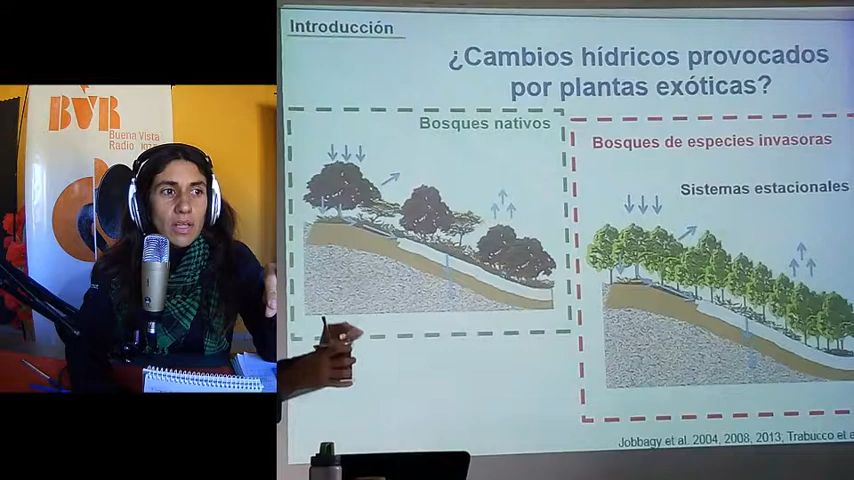 BVR
Buena Vista
Radio
Introducción
¿Cambios hídricos provocados
por plantas exóticas?
Bosques nativos
Bosques de especies invasoras
Sistemas estacionales
Jobbagy et al. 2004, 2008, 2013, Trabucco et